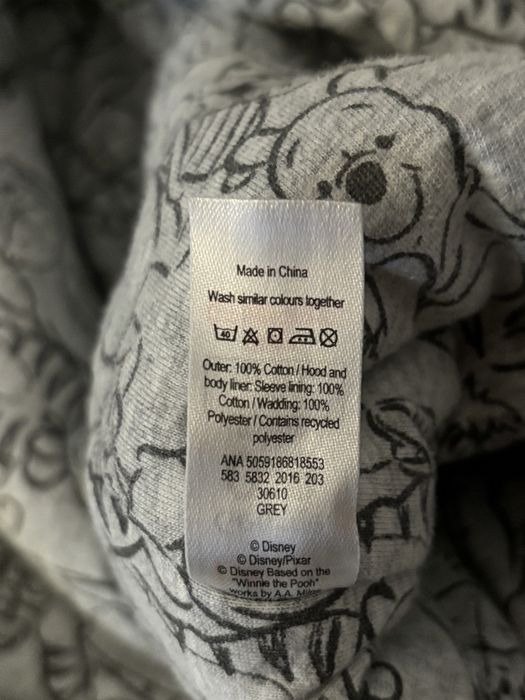 Made in China
Wash similar colours together
40
Outer: 100% Cotton / Hood and
body liner: Sleeve lining: 100%
Cotton / Wadding: 100%
Polyester / Contains recycled
polyester
ANA 5059186818553
583 5832 2016 203
30610
GREY
© Disney
© Disney/Pixar
© Disney Based on the
"Winnie the Pooh"
works by A.A. Milne